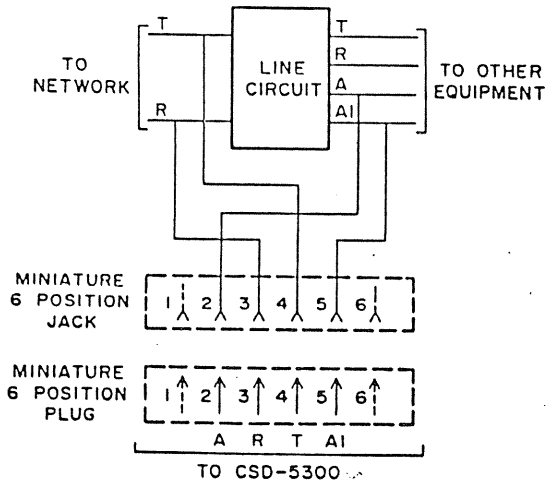 T
T
TO
NETWORK
LINE
CIRCUIT
R
A
TO OTHER
EQUIPMENT
R
A1
MINIATURE
6 POSITION
JACK
1 2 3 4 5 6
MINIATURE
6 POSITION
PLUG
1 2 3 4 5 6
A R T A1
TO CSD-5300